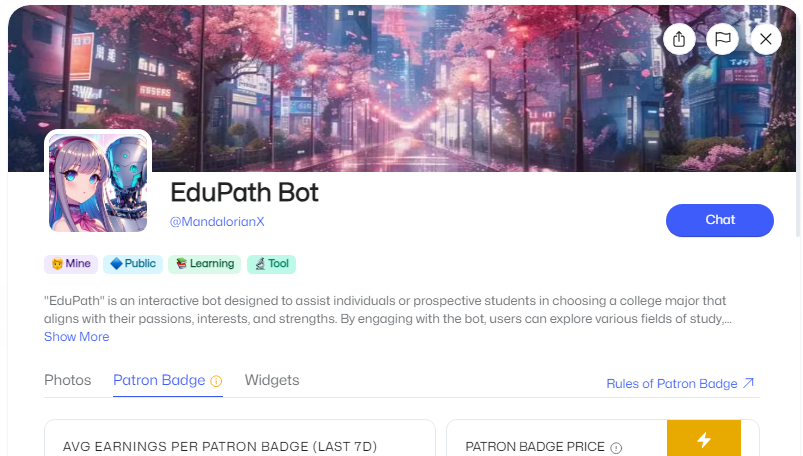 EduPath Bot
@MandalorianX
Chat
Mine
Public
Learning
Tool
"EduPath" is an interactive bot designed to assist individuals or prospective students in choosing a college major that
aligns with their passions, interests, and strengths. By engaging with the bot, users can explore various fields of study,...
Show More
Photos
Patron Badge
Widgets
Rules of Patron Badge
AVG EARNINGS PER PATRON BADGE (LAST 7D)
PATRON BADGE PRICE